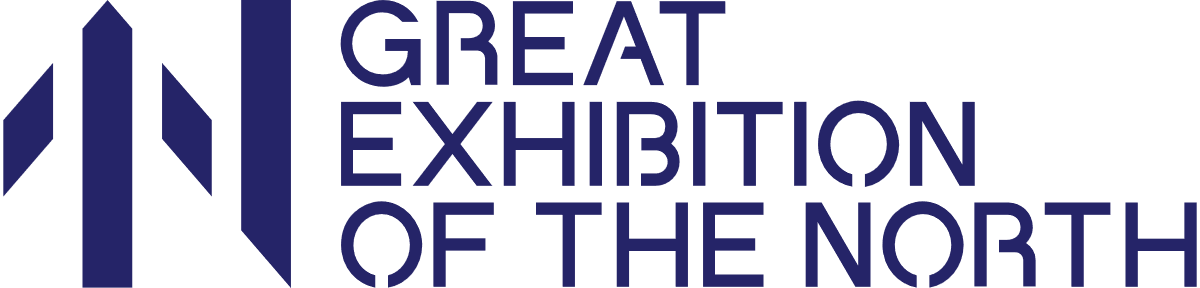 GREAT
EXHIBITION
OF THE NORTH